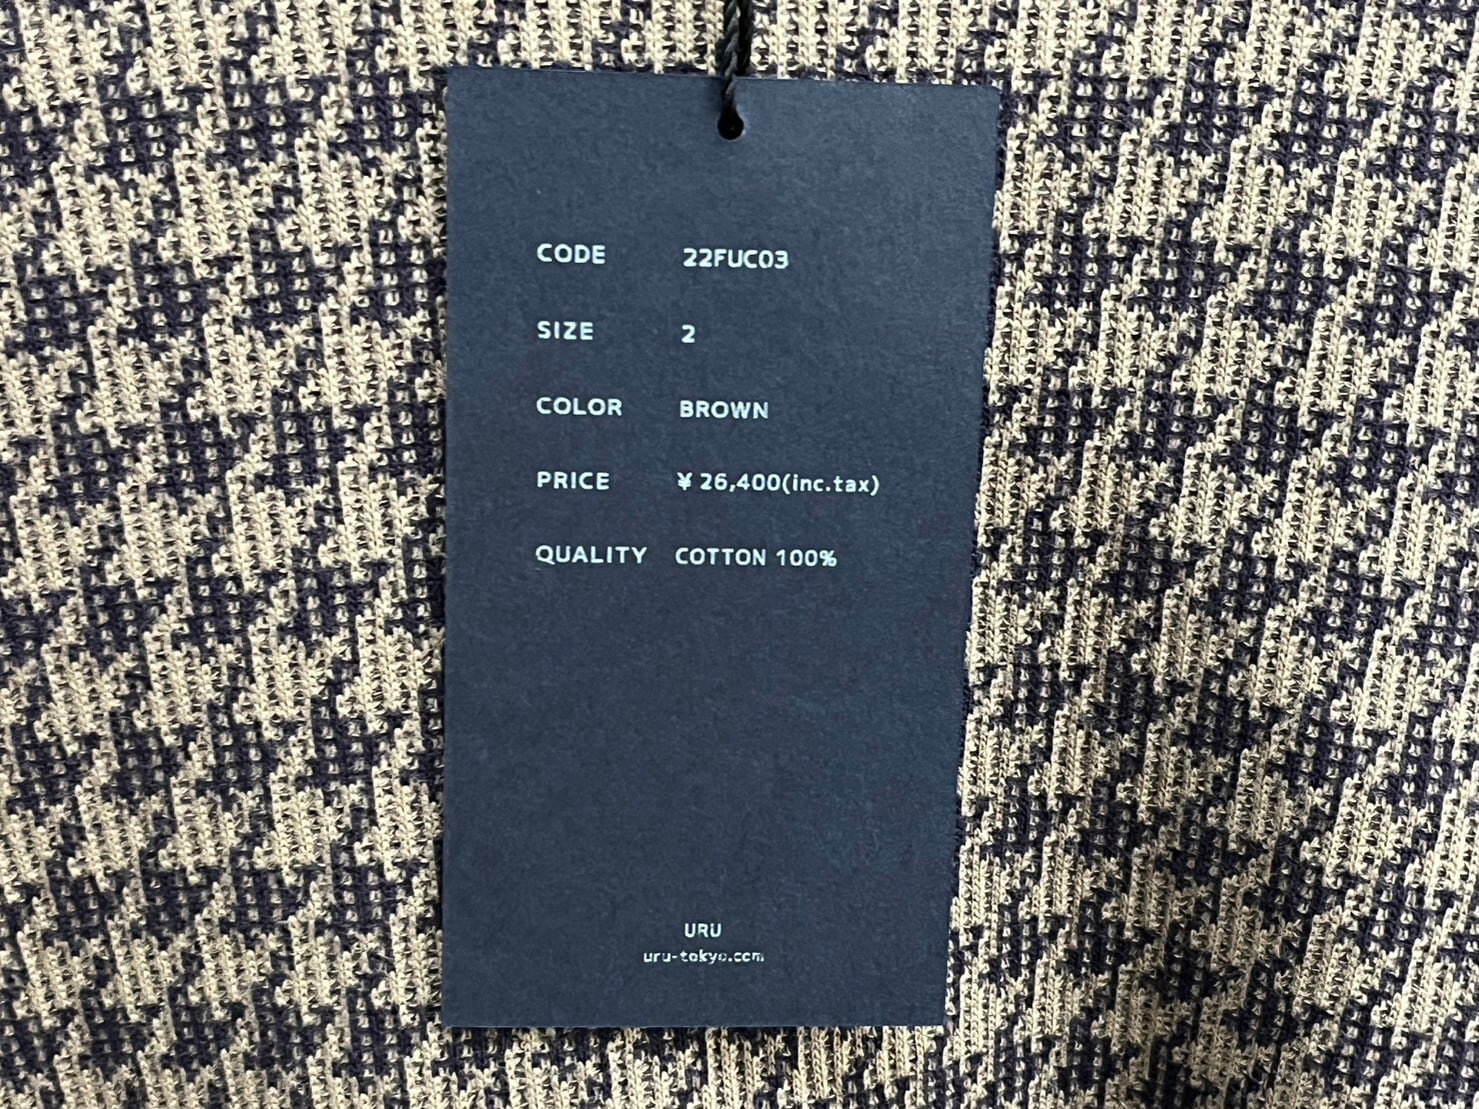 CODE 22FUC03
SIZE 2
COLOR BROWN
PRICE ¥ 26,400(inc.tax)
QUALITY COTTON 100%
URU
uru-tokyo.com